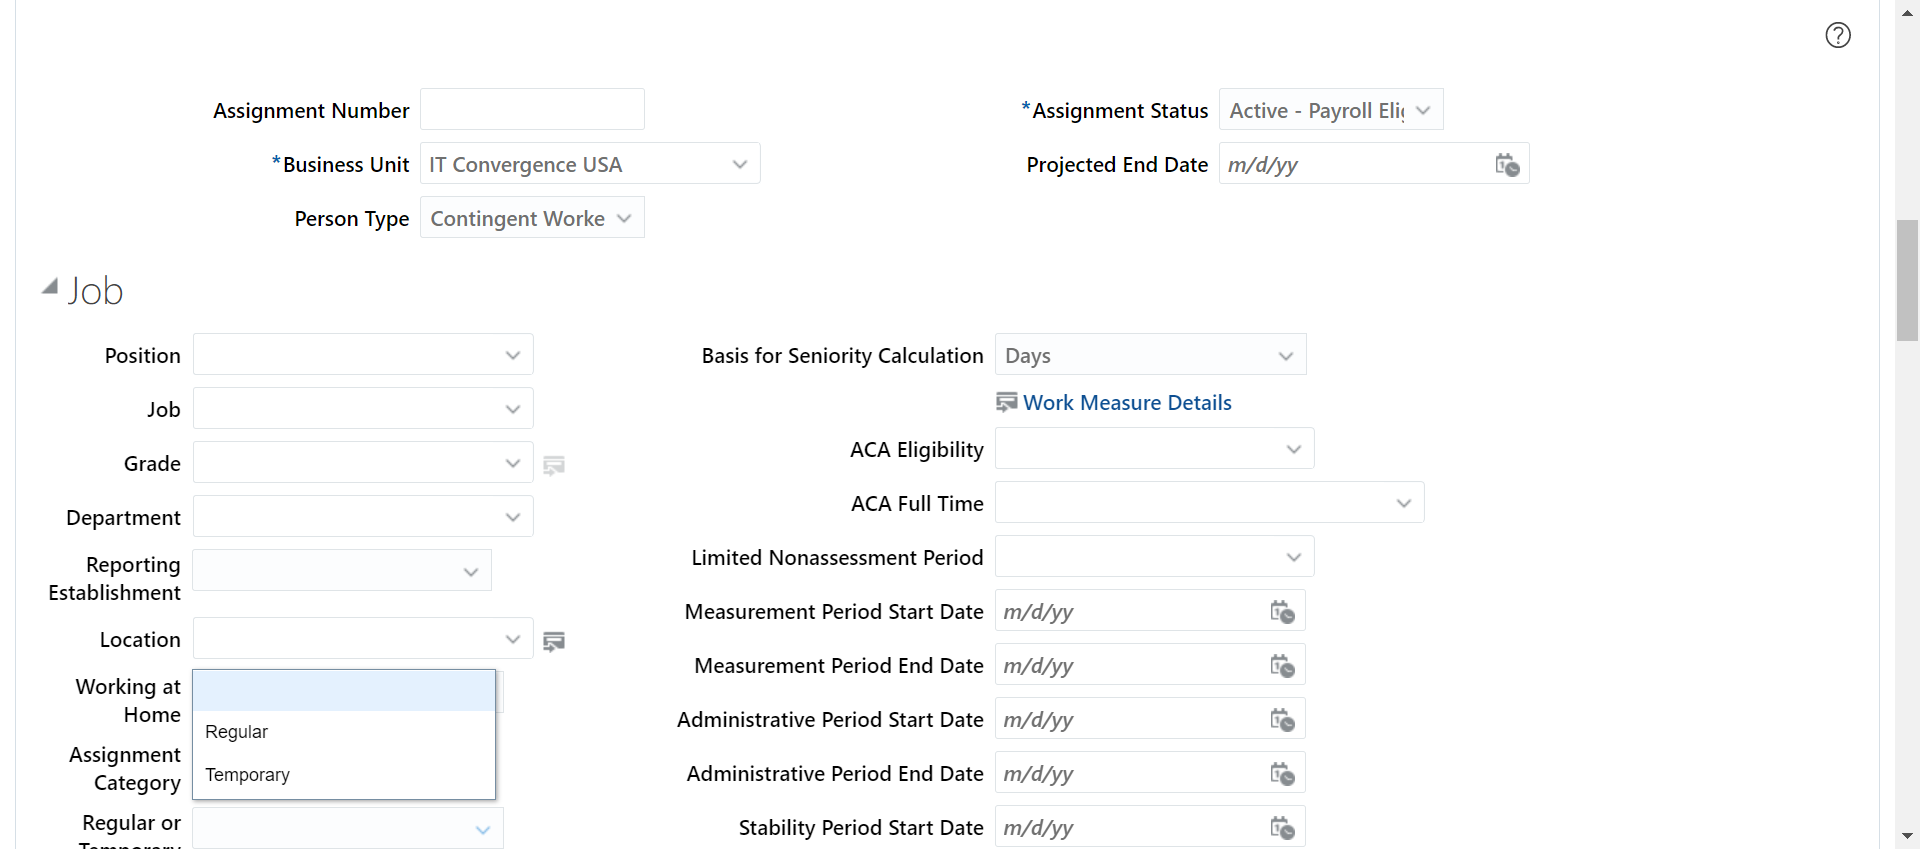 Assignment Number
*Assignment Status Active - Payroll Eli
*Business Unit IT Convergence USA
Projected End Date m/d/yy
Person Type Contingent Worke
Job
Position
Job
Grade
Department
Reporting
Establishment
Location
Working at
Home
Regular
Temporary
Assignment
Category
Regular or
Temporary
Basis for Seniority Calculation Days
Work Measure Details
ACA Eligibility
ACA Full Time
Limited Nonassessment Period
Measurement Period Start Date m/d/yy
Measurement Period End Date m/d/yy
Administrative Period Start Date m/d/yy
Administrative Period End Date m/d/yy
Stability Period Start Date m/d/yy